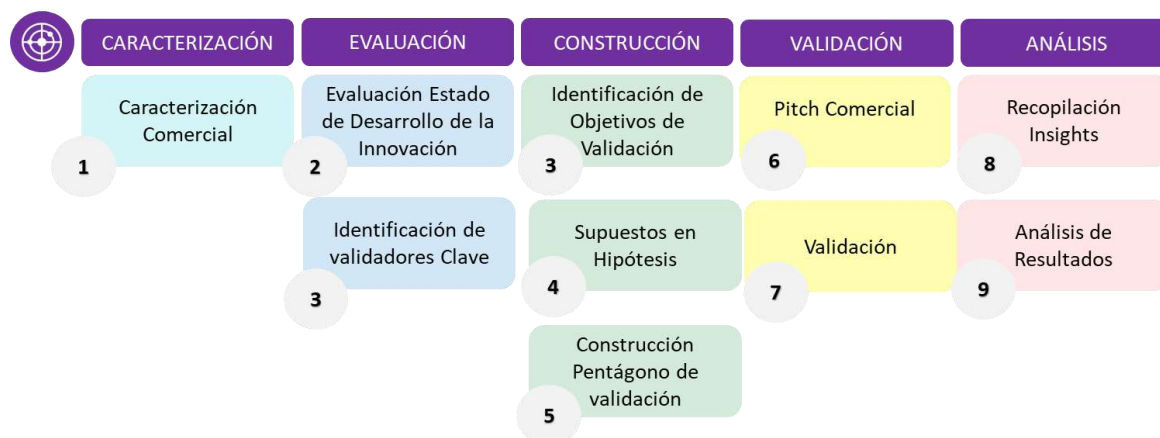 CARACTERIZACIÓN
EVALUACIÓN
CONSTRUCCIÓN
VALIDACIÓN
ANÁLISIS
Caracterización
Comercial
1
Evaluación Estado
de Desarrollo de la
Innovación
2
Identificación de
Objetivos de
Validación
3
Pitch Comercial
6
Recopilación
Insights
8
Identificación de
validadores Clave
3
Supuestos en
Hipótesis
4
Validación
7
Análisis de
Resultados
9
Construcción
Pentágono de
validación
5